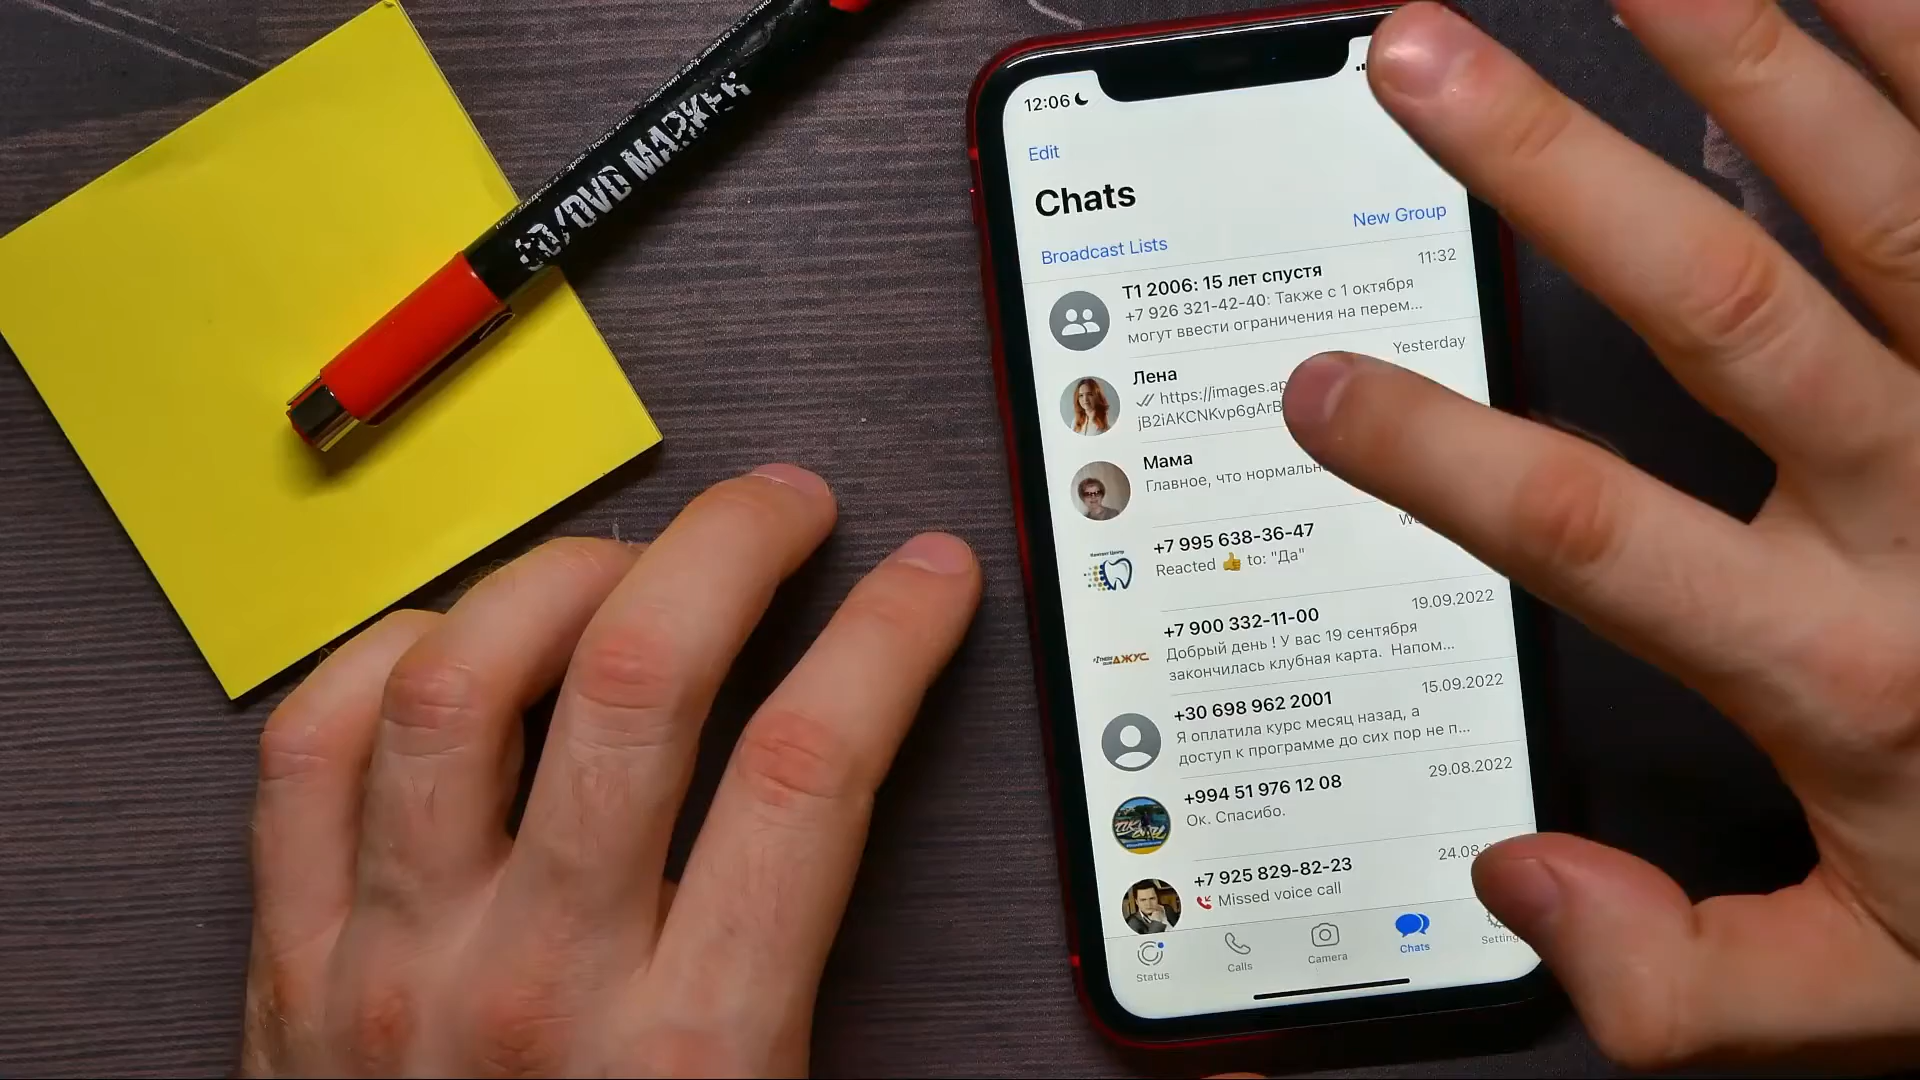 CD/DVD MARKER
12:06
Edit
Chats
Broadcast Lists
New Group
Т1 2006: 15 лет спустя
11:32
+7 926 321-42-40: Также с 1 октября
могут ввести ограничения на перем...
Лена
Yesterday
https://images.ap
jB2iAKCNKvp6gArB
Мама
Главное, что нормальн
+7 995 638-36-47
Reacted 👍 to: "Да"
+7 900 332-11-00
19.09.2022
Добрый день ! У вас 19 сентября
закончилась клубная карта. Напом...
ДЖУС
+30 698 962 2001
15.09.2022
Я оплатила курс месяц назад, а
доступ к программе до сих пор не п...
+994 51 976 12 08
29.08.2022
Ок. Спасибо.
+7 925 829-82-23
24.08
Missed voice call
Status
Calls
Camera
Chats
Setting